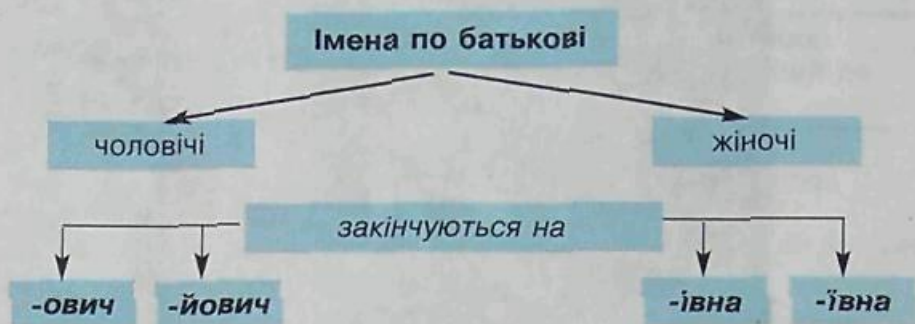 Імена по батькові
чоловічі жіночі
закінчуються на
-ович -йович -івна -ївна